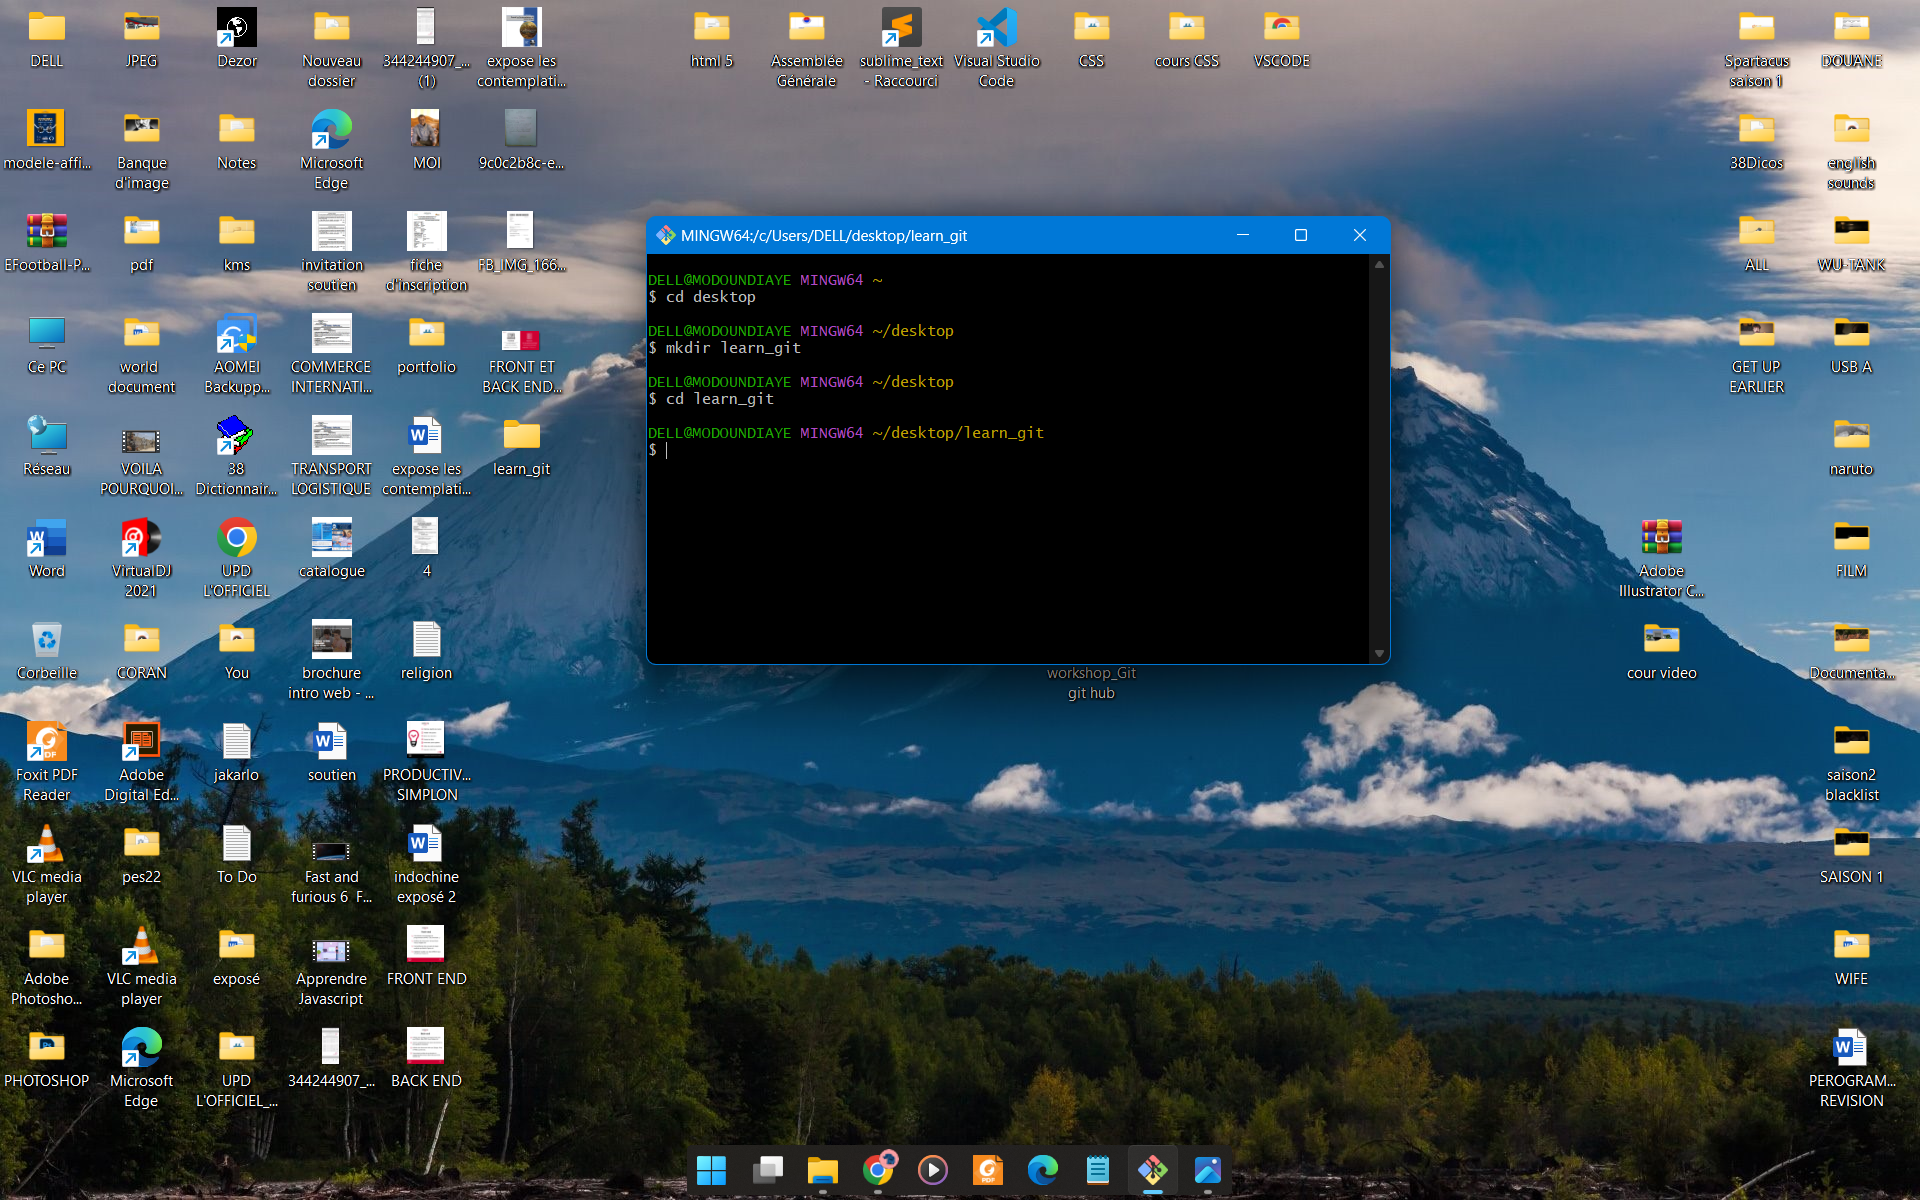 DELL
JPEG
Dezor
Nouveau
dossier
344244907_...
(1)
expose les
contemplati...
html 5
Assemblée
Générale
sublime_text
- Raccourci
Visual Studio
Code
CSS
cours CSS
VSCODE
Spartacus
saison 1
DOUANE
modele-affi...
Banque
d'image
Notes
Microsoft
Edge
MOI
9c0c2b8c-e...
38Dicos
english
sounds
EFootball-P...
pdf
kms
invitation
soutien
fiche
d'inscription
FB_IMG_166...
ALL
WU-TANK
MINGW64:/c/Users/DELL/desktop/learn_git
DELL@MODOUNDIAYE MINGW64 ~
$ cd desktop
DELL@MODOUNDIAYE MINGW64 ~/desktop
$ mkdir learn_git
DELL@MODOUNDIAYE MINGW64 ~/desktop
$ cd learn_git
DELL@MODOUNDIAYE MINGW64 ~/desktop/learn_git
$
Ce PC
world
document
AOMEI
Backupp...
COMMERCE
INTERNATI...
portfolio
FRONT ET
BACK END...
GET UP
EARLIER
USB A
Réseau
VOILA
POURQUOI...
38
Dictionnair...
TRANSPORT
LOGISTIQUE
expose les
contemplati...
learn_git
naruto
Word
VirtualDJ
2021
UPD
L'OFFICIEL
catalogue
4
Adobe
Illustrator C...
FILM
Corbeille
CORAN
You
brochure
intro web - ...
religion
workshop_Git
git hub
cour video
Documenta...
Foxit PDF
Reader
Adobe
Digital Ed...
jakarlo
soutien
PRODUCTIV...
SIMPLON
saison2
blacklist
VLC media
player
pes22
To Do
Fast and
furious 6 F...
indochine
exposé 2
SAISON 1
Adobe
Photosho...
VLC media
player
exposé
Apprendre
Javascript
FRONT END
WIFE
PHOTOSHOP
Microsoft
Edge
UPD
L'OFFICIEL_...
344244907_...
BACK END
PEROGRAM...
REVISION